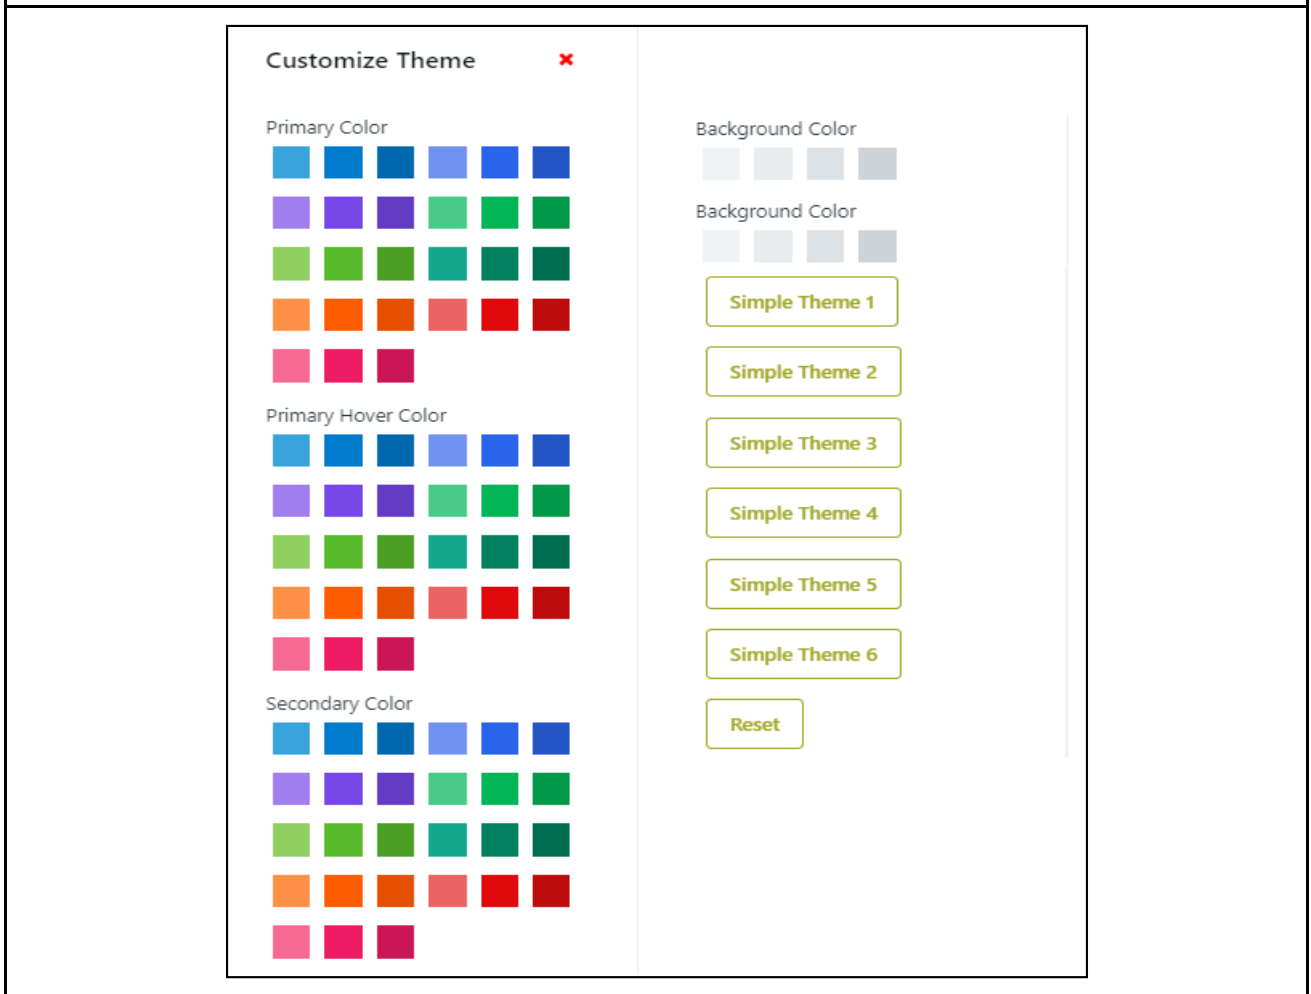 Customize Theme
Primary Color
Primary Hover Color
Secondary Color
Background Color
Background Color
Simple Theme 1
Simple Theme 2
Simple Theme 3
Simple Theme 4
Simple Theme 5
Simple Theme 6
Reset